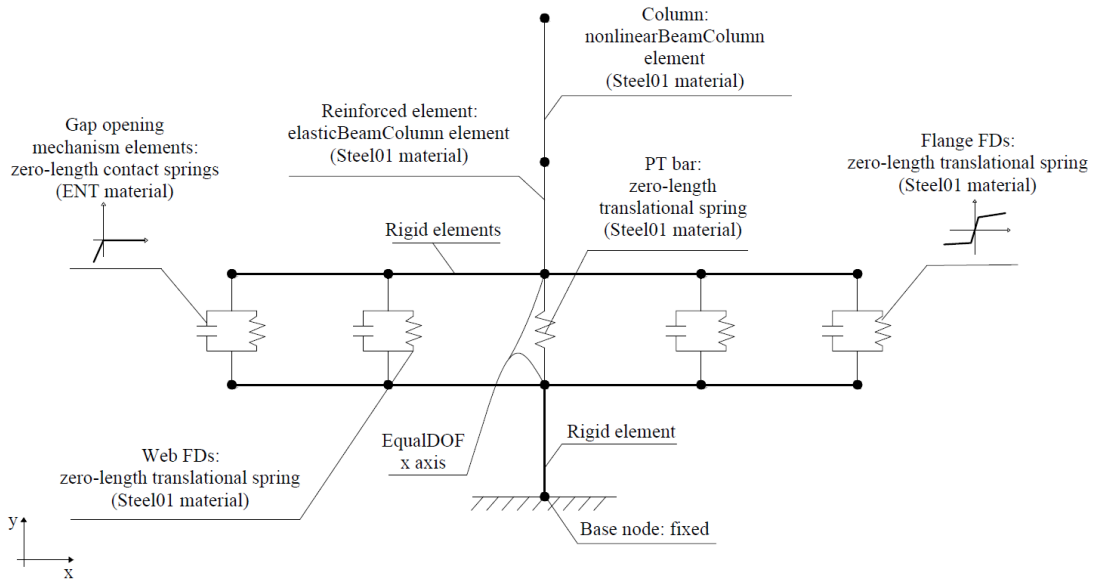 Column:
nonlinearBeamColumn
element
(Steel01 material)
Reinforced element:
elasticBeamColumn element
(Steel01 material)
Gap opening
mechanism elements:
zero-length contact springs
(ENT material)
PT bar:
zero-length
translational spring
(Steel01 material)
Flange FDs:
zero-length translational spring
(Steel01 material)
Rigid elements
EqualDOF
x axis
Rigid element
Web FDs:
zero-length translational spring
(Steel01 material)
Base node: fixed
y
x